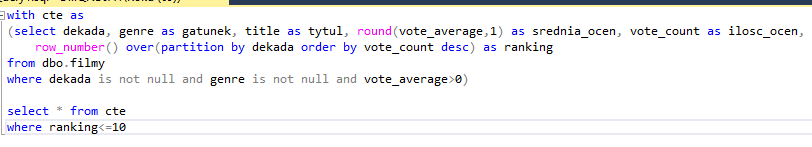 with cte as
(select dekada, genre as gatunek, title as tytul, round(vote_average,1) as srednia_ocen, vote_count as ilosc_ocen,
row_number() over(partition by dekada order by vote_count desc) as ranking
from dbo.filmy
where dekada is not null and genre is not null and vote_average>0)
select * from cte
where ranking<=10